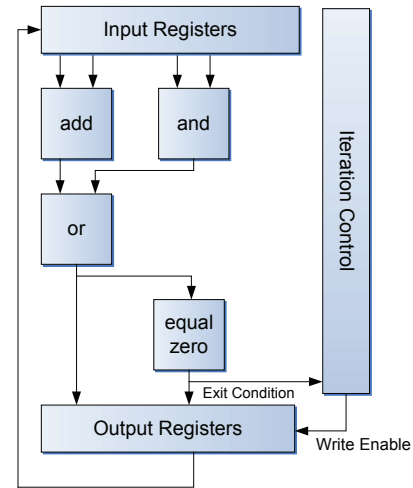 Input Registers
add
and
or
equal
zero
Iteration Control
Exit Condition
Output Registers
Write Enable